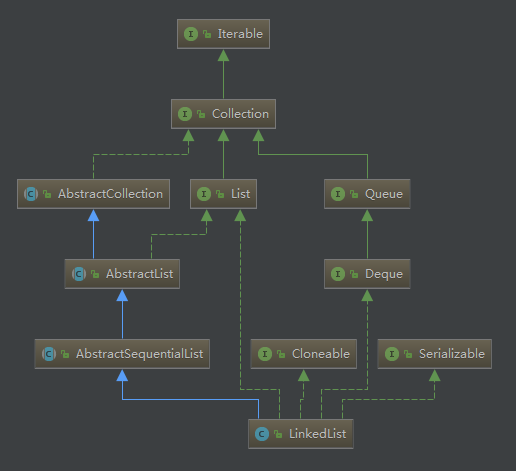 I Iterable
I Collection
C AbstractCollection
I List
I Queue
C AbstractList
I Deque
C AbstractSequentialList
I Cloneable
I Serializable
C LinkedList